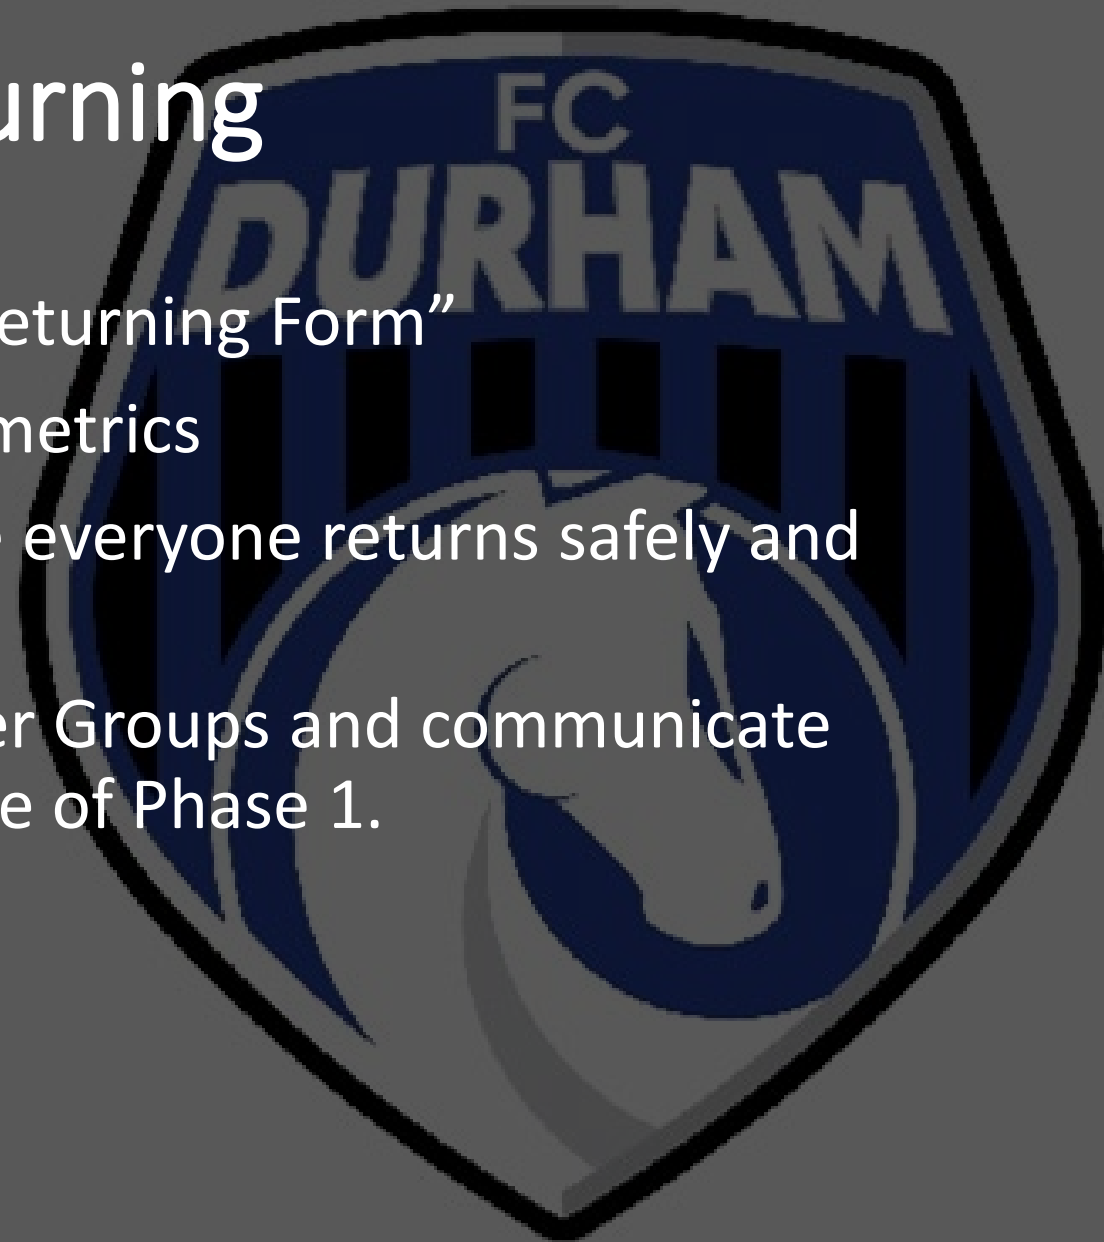 urning
FC
DURHAM
eturning Form”
metrics
e everyone returns safely and
er Groups and communicate
e of Phase 1.